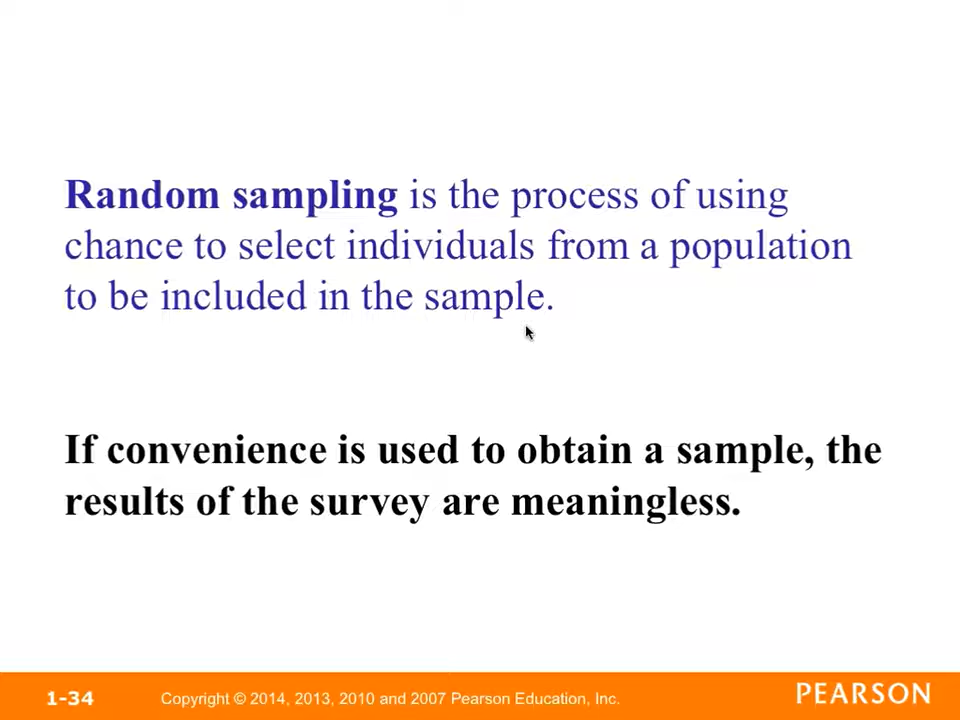 Random sampling is the process of using
chance to select individuals from a population
to be included in the sample.
If convenience is used to obtain a sample, the
results of the survey are meaningless.
1-34
Copyright © 2014, 2013, 2010 and 2007 Pearson Education, Inc.
PEARSON